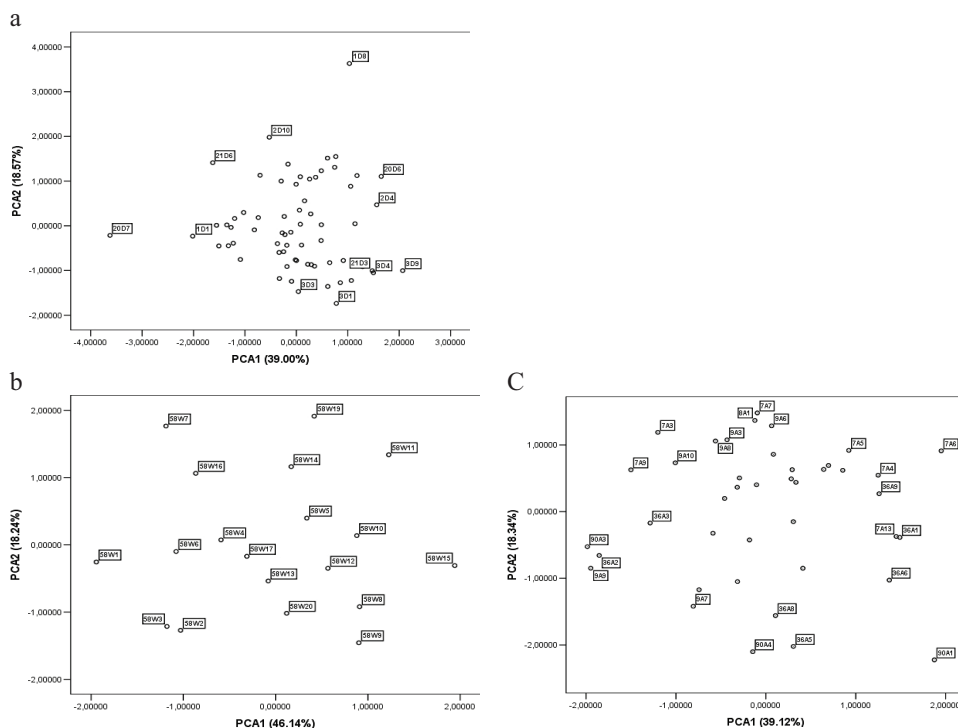 a
4,00000
3,00000
2,00000
1,00000
0,00000
-1,00000
-2,00000
PCA2 (18.57%)
1D8
2D10
21D6
20D6
2D4
20D7
1D1
21D3
3D4
3D9
3D3
3D1
-4,00000 -3,00000 -2,00000 -1,00000 0,00000 1,00000 2,00000 3,00000
PCA1 (39.00%)
b
2,00000
1,00000
0,00000
-1,00000
-2,00000
PCA2 (18.24%)
58W19
58W7
58W11
58W14
58W16
58W5
58W10
58W4
58W6
58W17
58W1
58W15
58W12
58W13
58W8
58W20
58W3
58W2
58W9
-2,00000 -1,00000 0,00000 1,00000 2,00000
PCA1 (46.14%)
C
1,00000
0,00000
-1,00000
-2,00000
PCA2 (18.34%)
7A7
8A1
9A6
7A3
9A3
9A8
7A5
7A6
9A10
7A9
7A4
36A9
36A3
7A13
36A1
90A3
36A2
9A9
36A6
9A7
36A8
36A5
90A4
90A1
-2,00000 -1,00000 0,00000 1,00000 2,00000
PCA1 (39.12%)